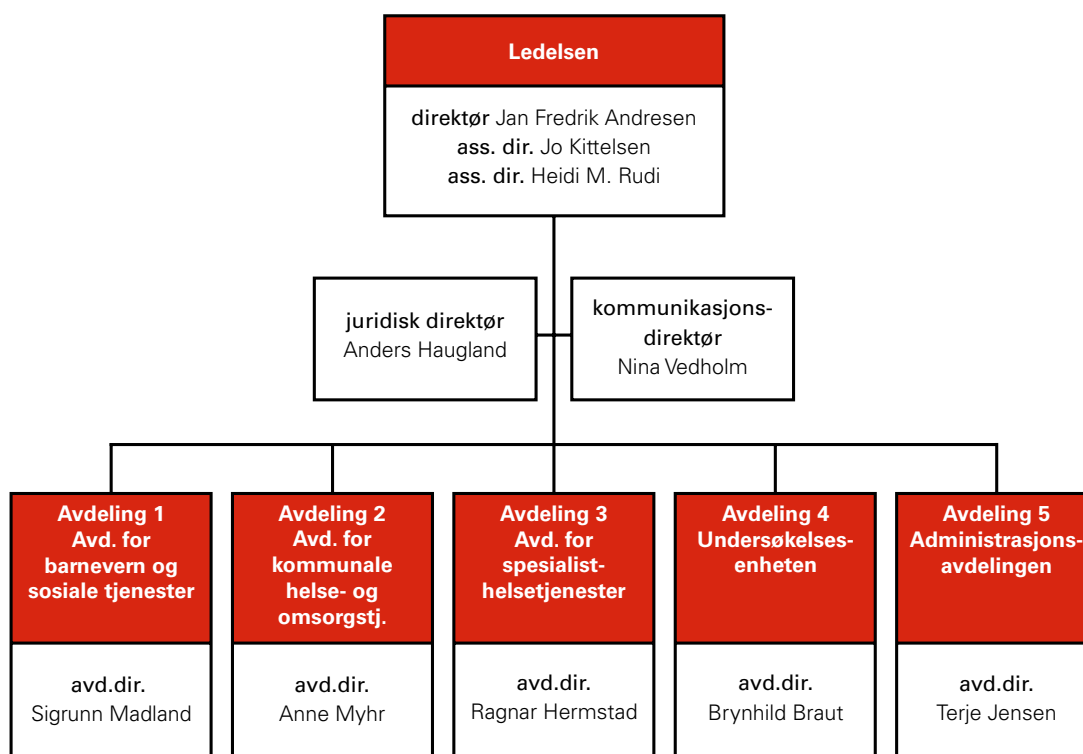 Ledelsen
direktør Jan Fredrik Andresen
ass. dir. Jo Kittelsen
ass. dir. Heidi M. Rudi
juridisk direktør
Anders Haugland
kommunikasjons-
direktør
Nina Vedholm
Avdeling 1
Avd. for
barnevern og
sosiale tjenester
avd.dir.
Sigrunn Madland
Avdeling 2
Avd. for
kommunale
helse- og
omsorgstj.
avd.dir.
Anne Myhr
Avdeling 3
Avd. for
spesialist-
helsetjenester
avd.dir.
Ragnar Hermstad
Avdeling 4
Undersøkelses-
enheten
avd.dir.
Brynhild Braut
Avdeling 5
Administrasjons-
avdelingen
avd.dir.
Terje Jensen